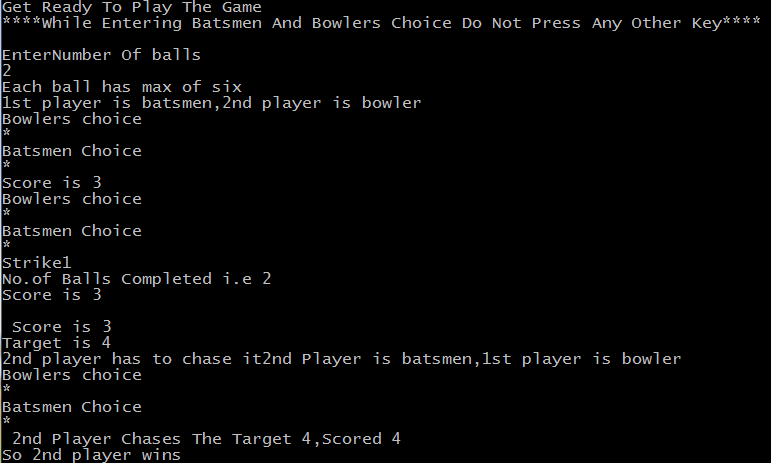 Get Ready To Play The Game
****While Entering Batsmen And Bowlers Choice Do Not Press Any Other Key****
EnterNumber Of balls
2
Each ball has max of six
1st player is batsmen,2nd player is bowler
Bowlers choice
*
Batsmen Choice
*
Score is 3
Bowlers choice
*
Batsmen Choice
*
Strike1
No.of Balls Completed i.e 2
Score is 3
Score is 3
Target is 4
2nd player has to chase it2nd Player is batsmen,1st player is bowler
Bowlers choice
*
Batsmen Choice
*
2nd Player Chases The Target 4,Scored 4
So 2nd player wins